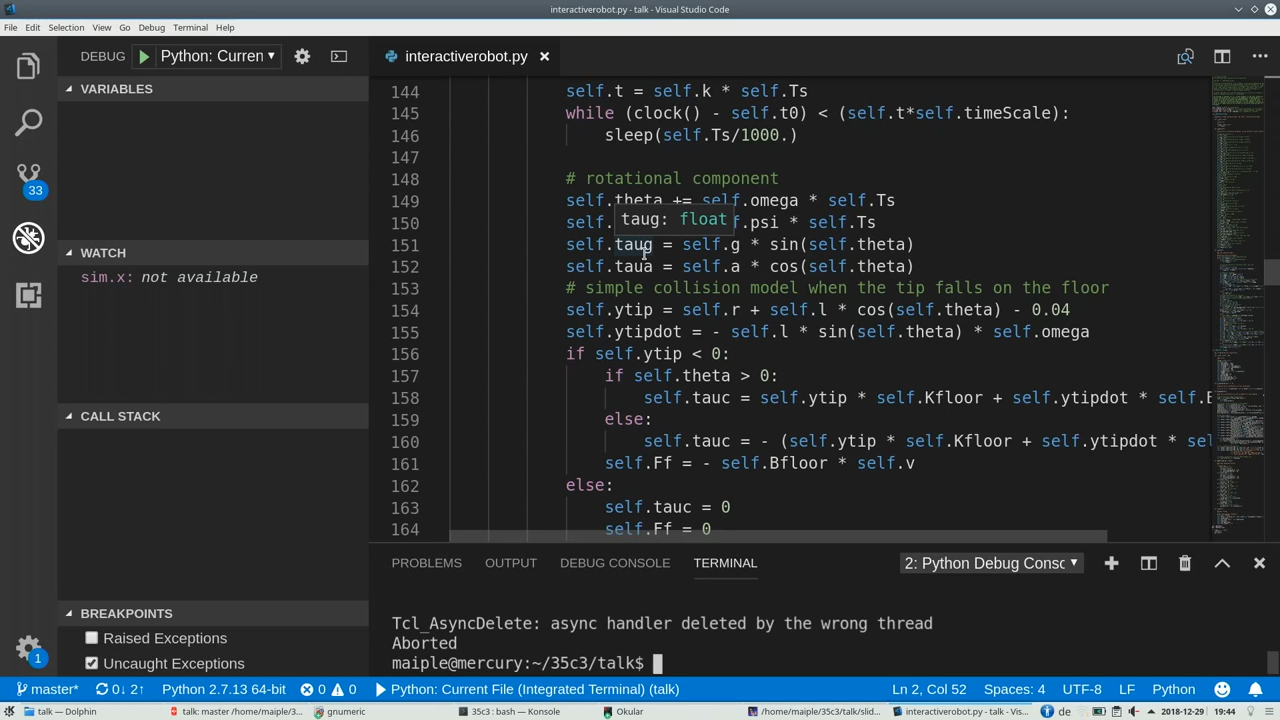 interactiverobot.py - talk - Visual Studio Code
File Edit Selection View Go Debug Terminal Help
DEBUG Python: Curren
interactiverobot.py
VARIABLES
144 self.t = self.k * self.Ts
145 while (clock() - self.t0) < (self.t*self.timeScale):
146 sleep(self.Ts/1000.)
147
148 # rotational component
149 self.theta += self.omega * self.Ts
taug: float
150 self. f.psi * self.Ts
151 self.taug = self.g * sin(self.theta)
152 self.taua = self.a * cos(self.theta)
153 # simple collision model when the tip falls on the floor
154 self.ytip = self.r + self.l * cos(self.theta) - 0.04
155 self.ytipdot = - self.l * sin(self.theta) * self.omega
156 if self.ytip < 0:
157 if self.theta > 0:
158 self.tauc = self.ytip * self.Kfloor + self.ytipdot * self.B
159 else:
160 self.tauc = - (self.ytip * self.Kfloor + self.ytipdot * sel
161 self.Ff = - self.Bfloor * self.v
162 else:
163 self.tauc = 0
164 self.Ff = 0
33
WATCH
sim.x: not available
CALL STACK
BREAKPOINTS
Raised Exceptions
Uncaught Exceptions
1
PROBLEMS OUTPUT DEBUG CONSOLE TERMINAL 2: Python Debug Consc
Tcl_AsyncDelete: async handler deleted by the wrong thread
Aborted
maiple@mercury:~/35c3/talk$
master* 0↓ 2↑ Python 2.7.13 64-bit 0 0 Python: Current File (Integrated Terminal) (talk) Ln 2, Col 52 Spaces: 4 UTF-8 LF Python 1
talk — Dolphin talk: master /home/maiple/3... gnumeric 35c3 : bash — Konsole Okular /home/maiple/35c3/talk/slid... interactiverobot.py - talk - Vis... de 2018-12-29 19:44